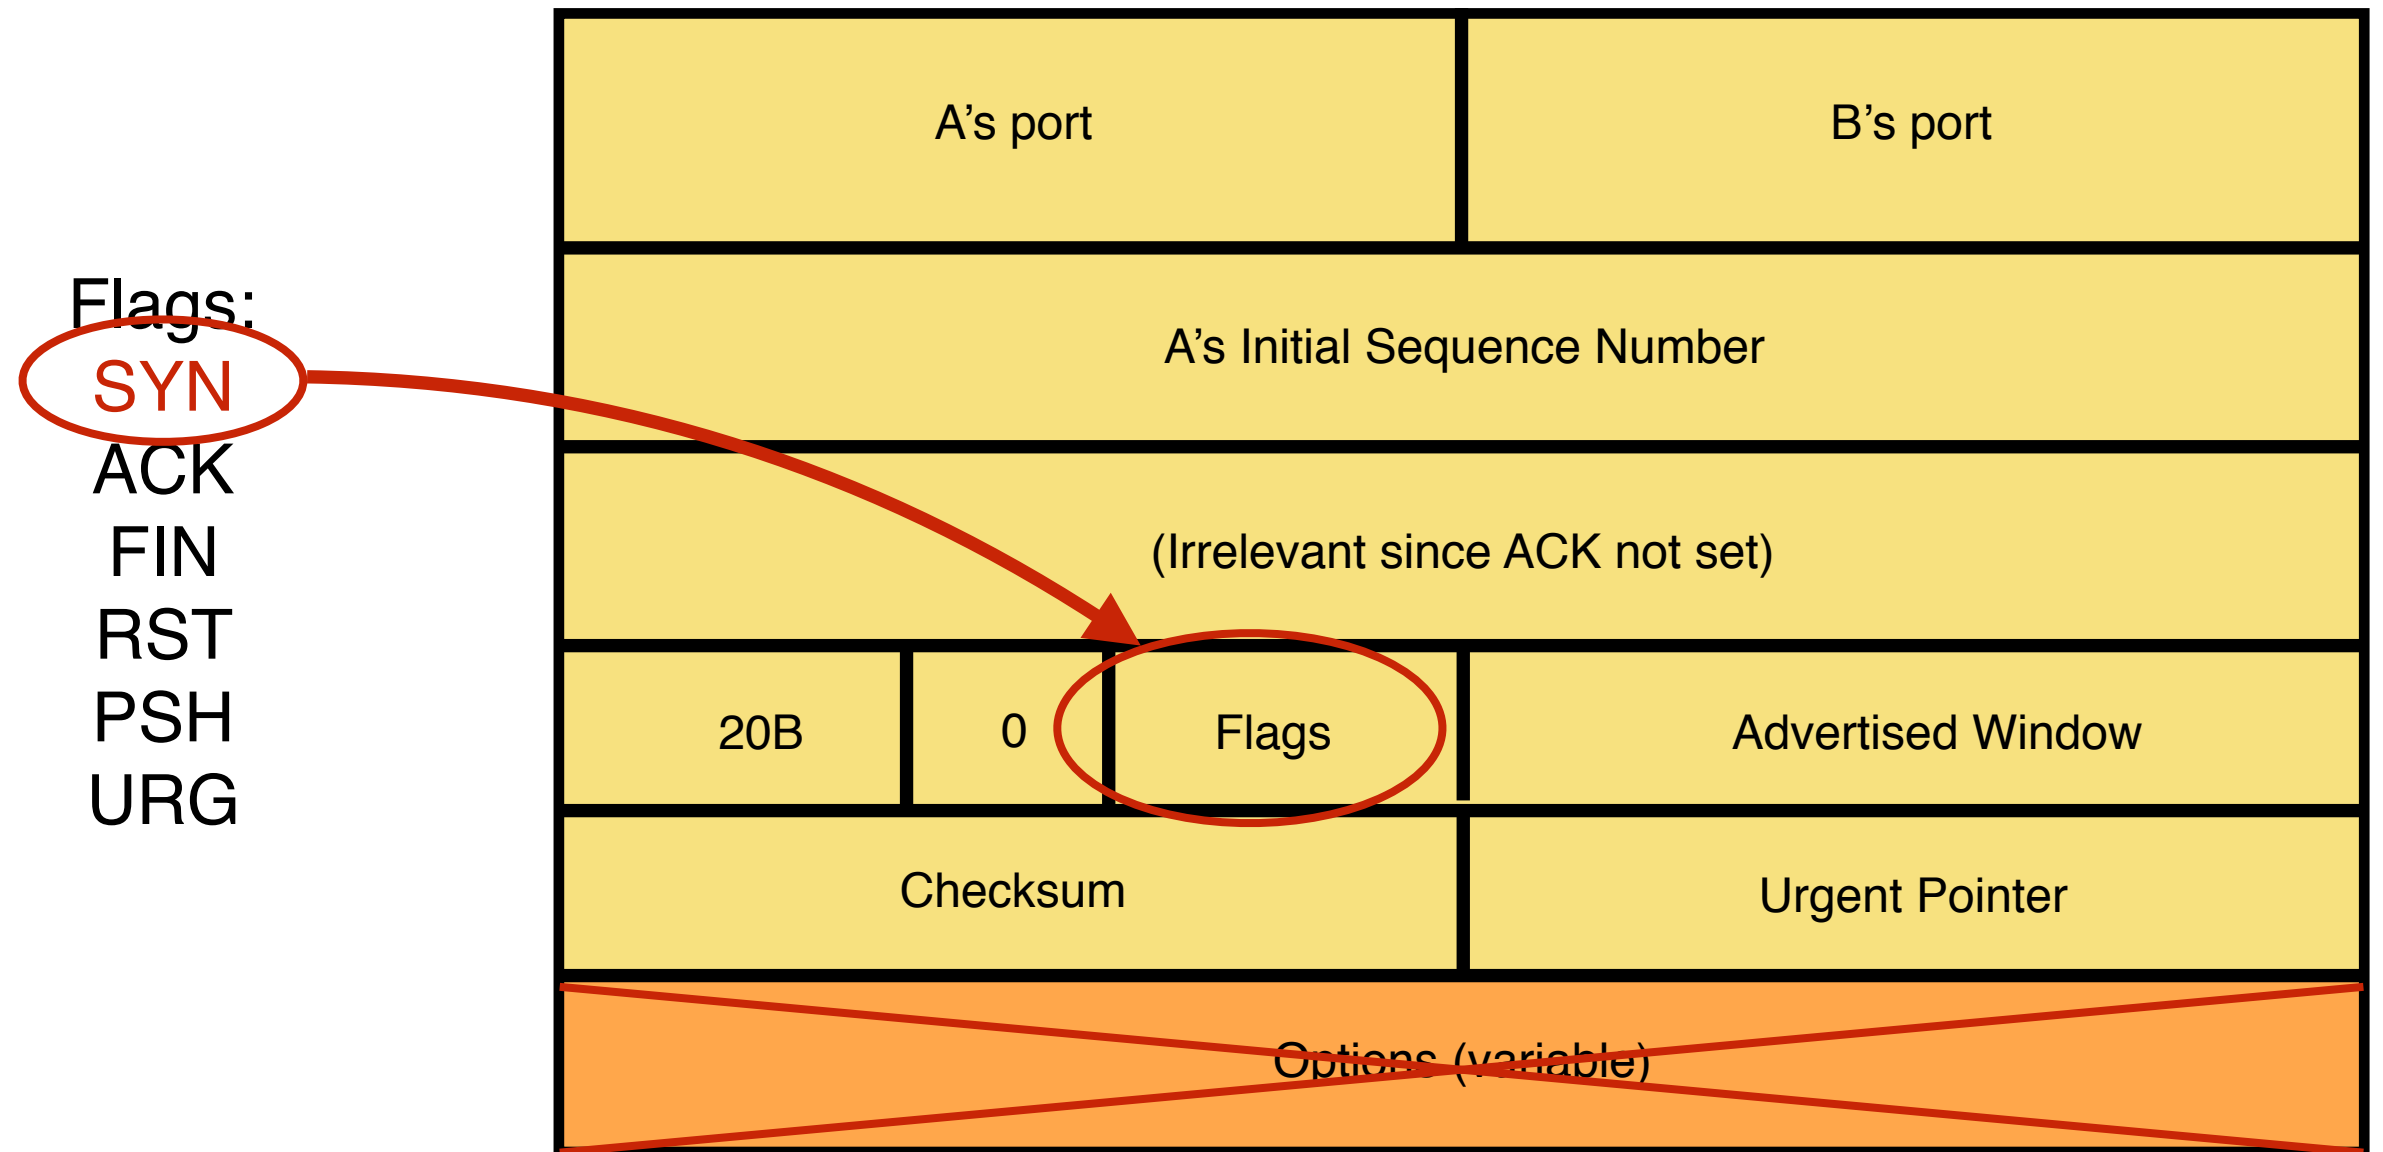 Flags:
SYN
ACK
FIN
RST
PSH
URG
A’s port
B’s port
A’s Initial Sequence Number
(Irrelevant since ACK not set)
20B
0
Flags
Advertised Window
Checksum
Urgent Pointer
Options (variable)